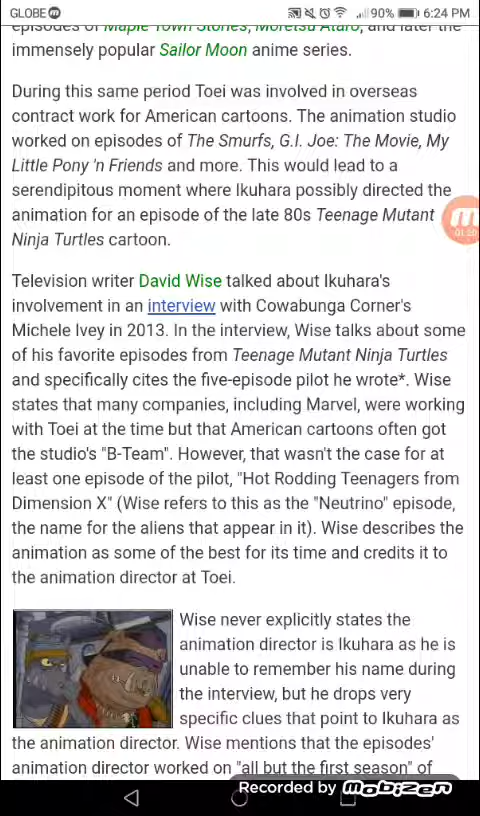 GLOBE 90% 6:24 PM
episodes of Maple Town Stories, Moretsu Ataro, and later the
immensely popular Sailor Moon anime series.
During this same period Toei was involved in overseas
contract work for American cartoons. The animation studio
worked on episodes of The Smurfs, G.I. Joe: The Movie, My
Little Pony 'n Friends and more. This would lead to a
serendipitous moment where Ikuhara possibly directed the
animation for an episode of the late 80s Teenage Mutant
Ninja Turtles cartoon.
01:20
Television writer David Wise talked about Ikuhara's
involvement in an interview with Cowabunga Corner's
Michele Ivey in 2013. In the interview, Wise talks about some
of his favorite episodes from Teenage Mutant Ninja Turtles
and specifically cites the five-episode pilot he wrote*. Wise
states that many companies, including Marvel, were working
with Toei at the time but that American cartoons often got
the studio's "B-Team". However, that wasn't the case for at
least one episode of the pilot, "Hot Rodding Teenagers from
Dimension X" (Wise refers to this as the "Neutrino" episode,
the name for the aliens that appear in it). Wise describes the
animation as some of the best for its time and credits it to
the animation director at Toei.
Wise never explicitly states the
animation director is Ikuhara as he is
unable to remember his name during
the interview, but he drops very
specific clues that point to Ikuhara as
the animation director. Wise mentions that the episodes'
animation director worked on "all but the first season" of
Recorded by mobizen